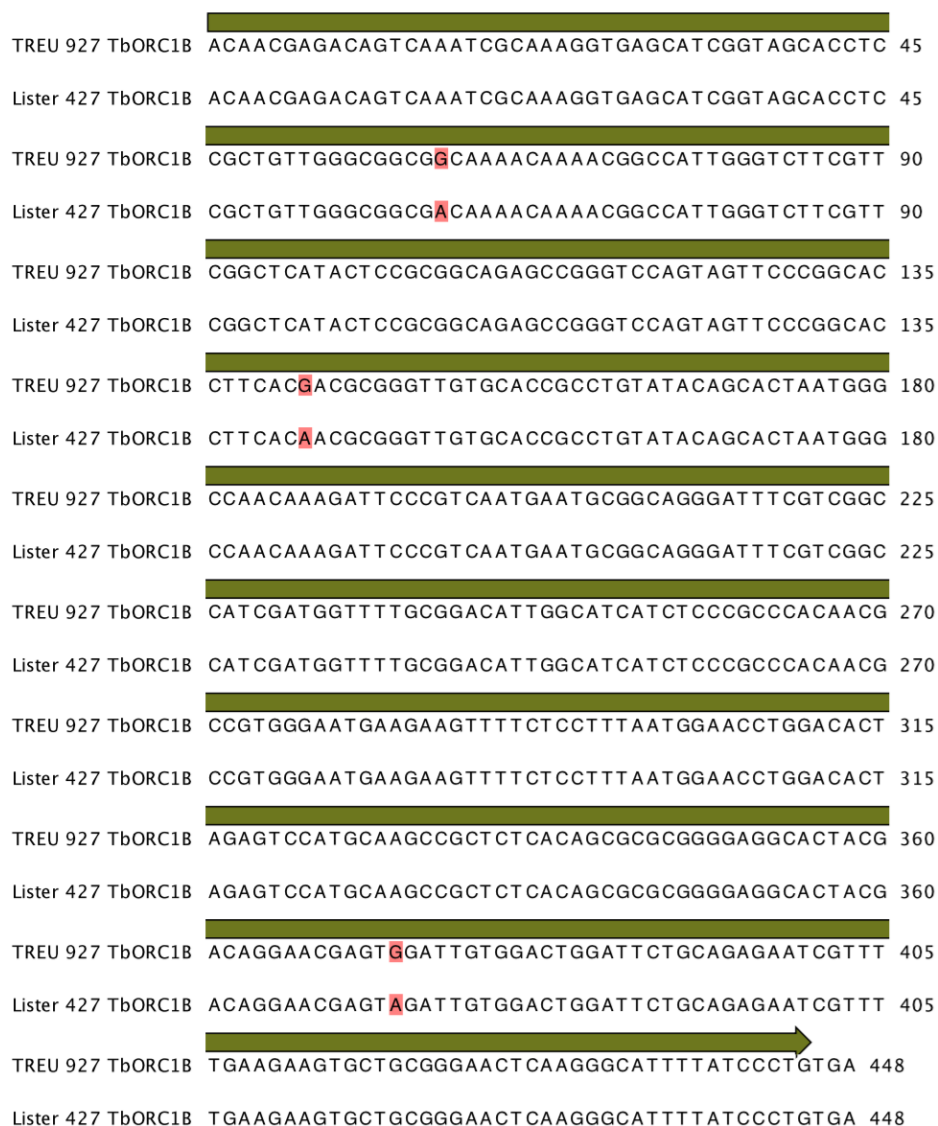 TREU 927 TbORC1B ACAACGAGACAGTCAAATCGCAAAGGTGAGCATCGGTAGCACCTC 45
Lister 427 TbORC1B ACAACGAGACAGTCAAATCGCAAAGGTGAGCATCGGTAGCACCTC 45
TREU 927 TbORC1B CGCTGTTGGGCGGCGGCAAAACAAAACGGCCATTGGGTCTTCGTT 90
Lister 427 TbORC1B CGCTGTTGGGCGGCGACAAAACAAAACGGCCATTGGGTCTTCGTT 90
TREU 927 TbORC1B CGGCTCATACTCCGCGGCAGAGCCGGGTCCAGTAGTTCCCGGCAC 135
Lister 427 TbORC1B CGGCTCATACTCCGCGGCAGAGCCGGGTCCAGTAGTTCCCGGCAC 135
TREU 927 TbORC1B CTTCACGACGCGGGTTGTGCACCGCCTGTATACAGCACTAATGGG 180
Lister 427 TbORC1B CTTCACAACGCGGGTTGTGCACCGCCTGTATACAGCACTAATGGG 180
TREU 927 TbORC1B CCAACAAAGATTCCCGTCAATGAATGCGGCAGGGATTTCGTCGGC 225
Lister 427 TbORC1B CCAACAAAGATTCCCGTCAATGAATGCGGCAGGGATTTCGTCGGC 225
TREU 927 TbORC1B CATCGATGGTTTTGCGGACATTGGCATCATCTCCCGCCCACAACG 270
Lister 427 TbORC1B CATCGATGGTTTTGCGGACATTGGCATCATCTCCCGCCCACAACG 270
TREU 927 TbORC1B CCGTGGGAATGAAGAAGTTTTCTCCTTTAATGGAACCTGGACACT 315
Lister 427 TbORC1B CCGTGGGAATGAAGAAGTTTTCTCCTTTAATGGAACCTGGACACT 315
TREU 927 TbORC1B AGAGTCCATGCAAGCCGCTCTCACAGCGCGCGGGGAGGCACTACG 360
Lister 427 TbORC1B AGAGTCCATGCAAGCCGCTCTCACAGCGCGCGGGGAGGCACTACG 360
TREU 927 TbORC1B ACAGGAACGAGTGGATTGTGGACTGGATTCTGCAGAGAATCGTTT 405
Lister 427 TbORC1B ACAGGAACGAGTAGATTGTGGACTGGATTCTGCAGAGAATCGTTT 405
TREU 927 TbORC1B TGAAGAAGTGCTGCGGGAACTCAAGGGCATTTTATCCCTGTGA 448
Lister 427 TbORC1B TGAAGAAGTGCTGCGGGAACTCAAGGGCATTTTATCCCTGTGA 448